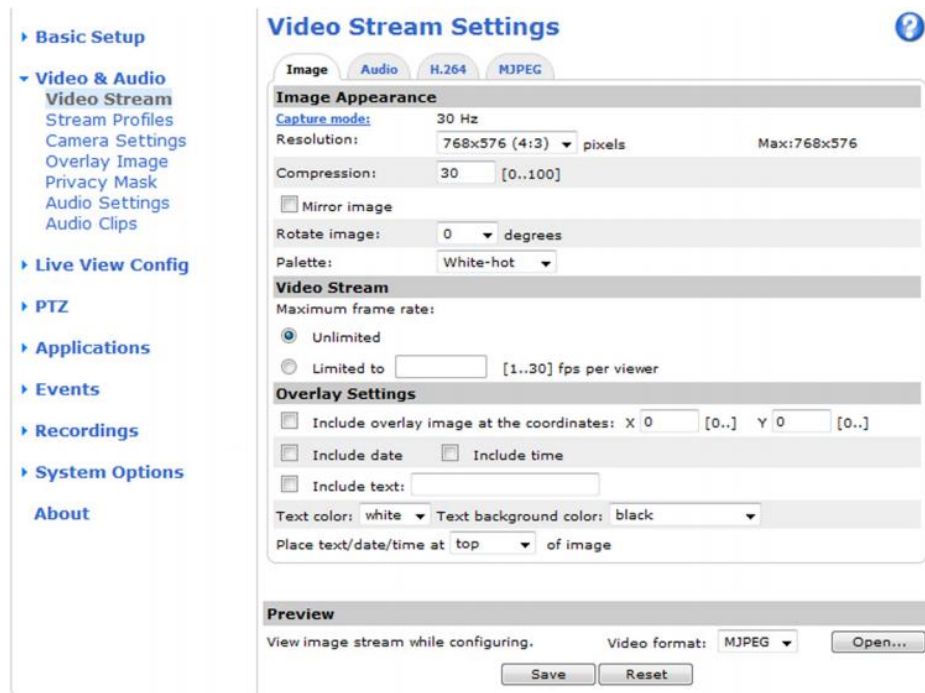 Basic Setup
Video & Audio
Video Stream
Stream Profiles
Camera Settings
Overlay Image
Privacy Mask
Audio Settings
Audio Clips
Live View Config
PTZ
Applications
Events
Recordings
System Options
About
Video Stream Settings
?
Image Audio H.264 MJPEG
Image Appearance
Capture mode: 30 Hz
Resolution: 768x576 (4:3) pixels Max:768x576
Compression: 30 [0..100]
Mirror image
Rotate image: 0 degrees
Palette: White-hot
Video Stream
Maximum frame rate:
Unlimited
Limited to [1..30] fps per viewer
Overlay Settings
Include overlay image at the coordinates: X 0 [0..] Y 0 [0..]
Include date Include time
Include text:
Text color: white Text background color: black
Place text/date/time at top of image
Preview
View image stream while configuring. Video format: MJPEG Open...
Save Reset